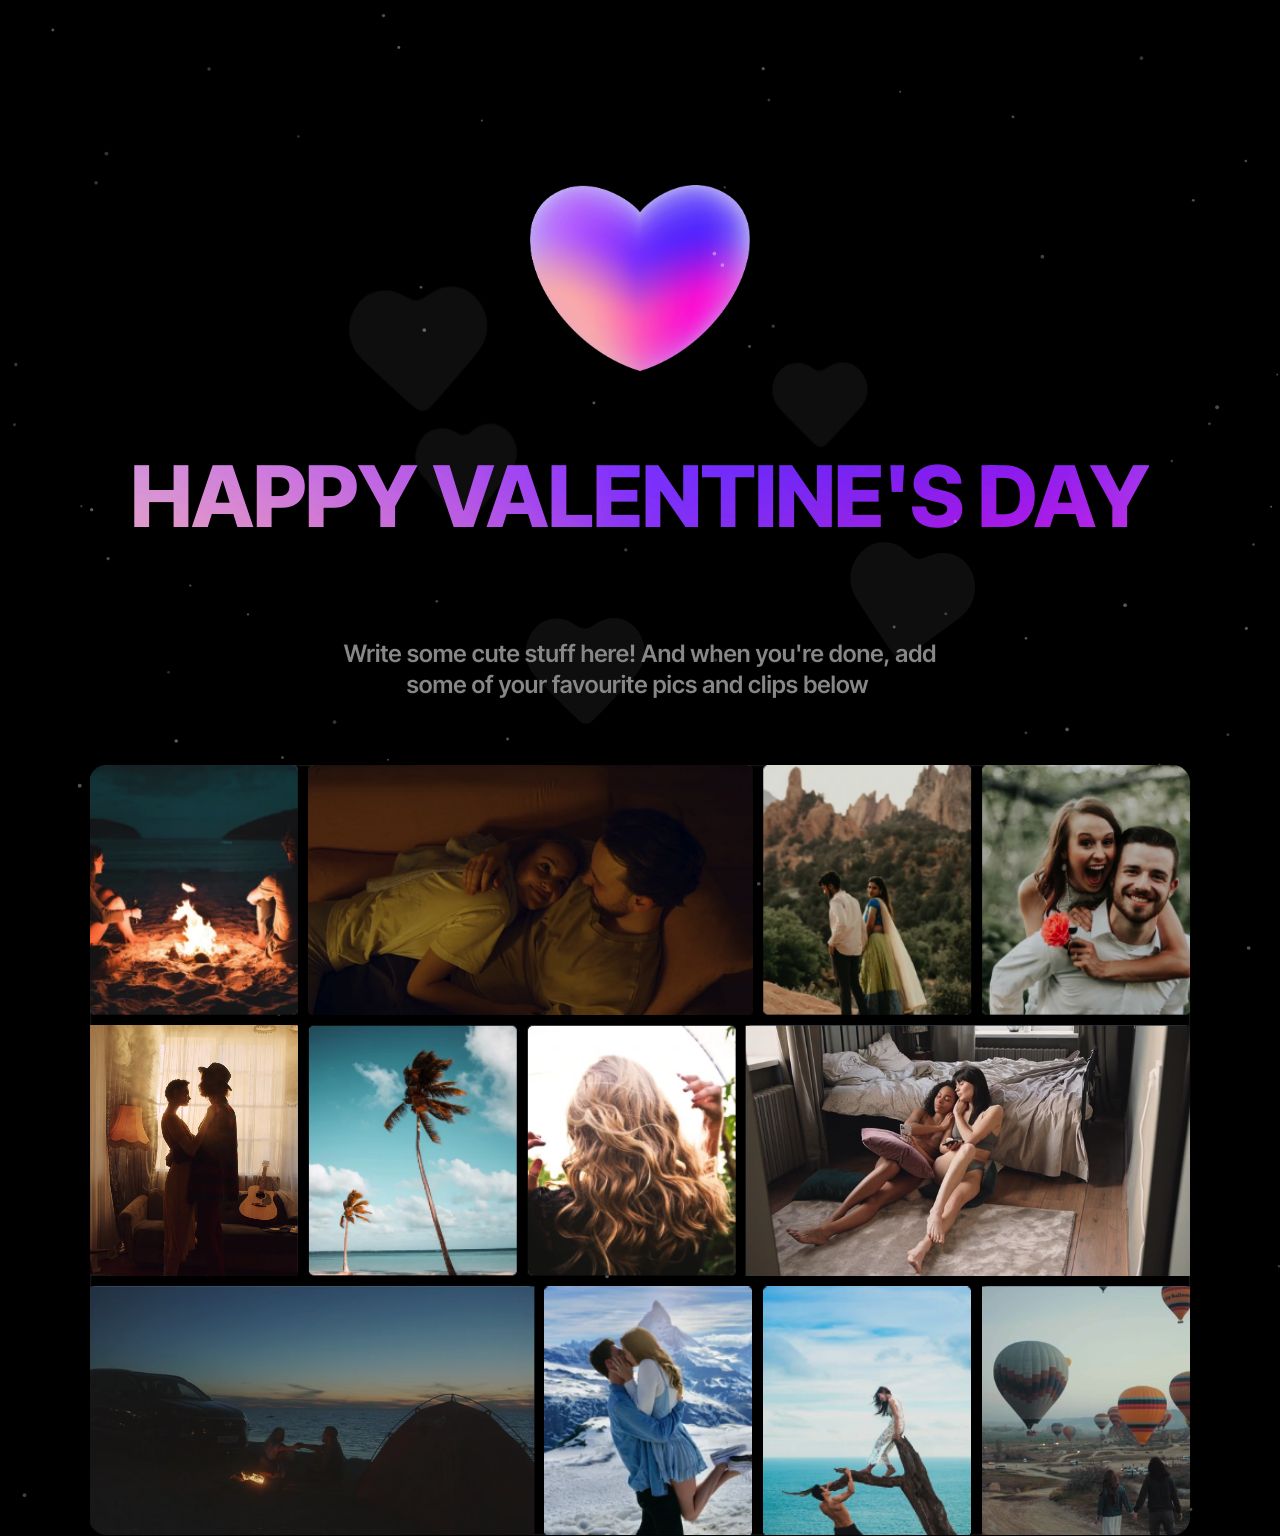 HAPPY VALENTINE'S DAY
Write some cute stuff here! And when you're done, add
some of your favourite pics and clips below